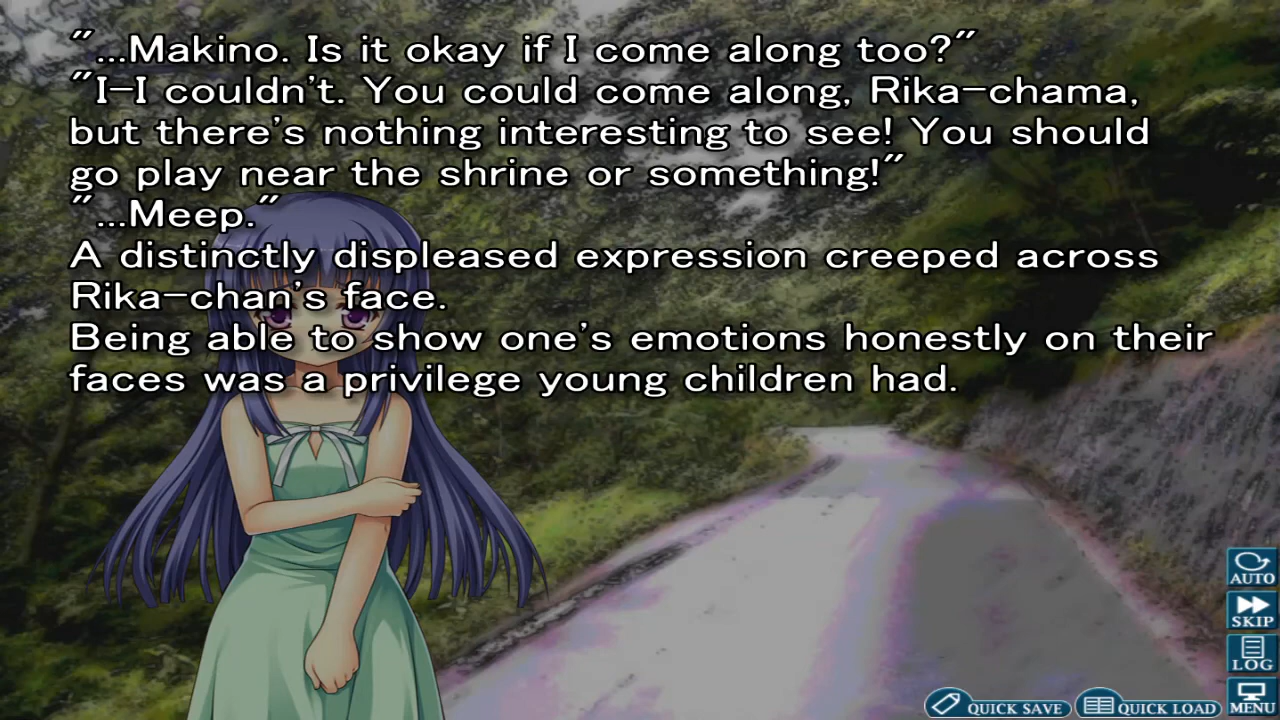 "...Makino. Is it okay if I come along too?"
"I-I couldn't. You could come along, Rika-chama,
but there's nothing interesting to see! You should
go play near the shrine or something!"
"...Meep."
A distinctly displeased expression creeped across
Rika-chan's face.
Being able to show one's emotions honestly on their
faces was a privilege young children had.
AUTO
SKIP
LOG
QUICK SAVE
QUICK LOAD
MENU